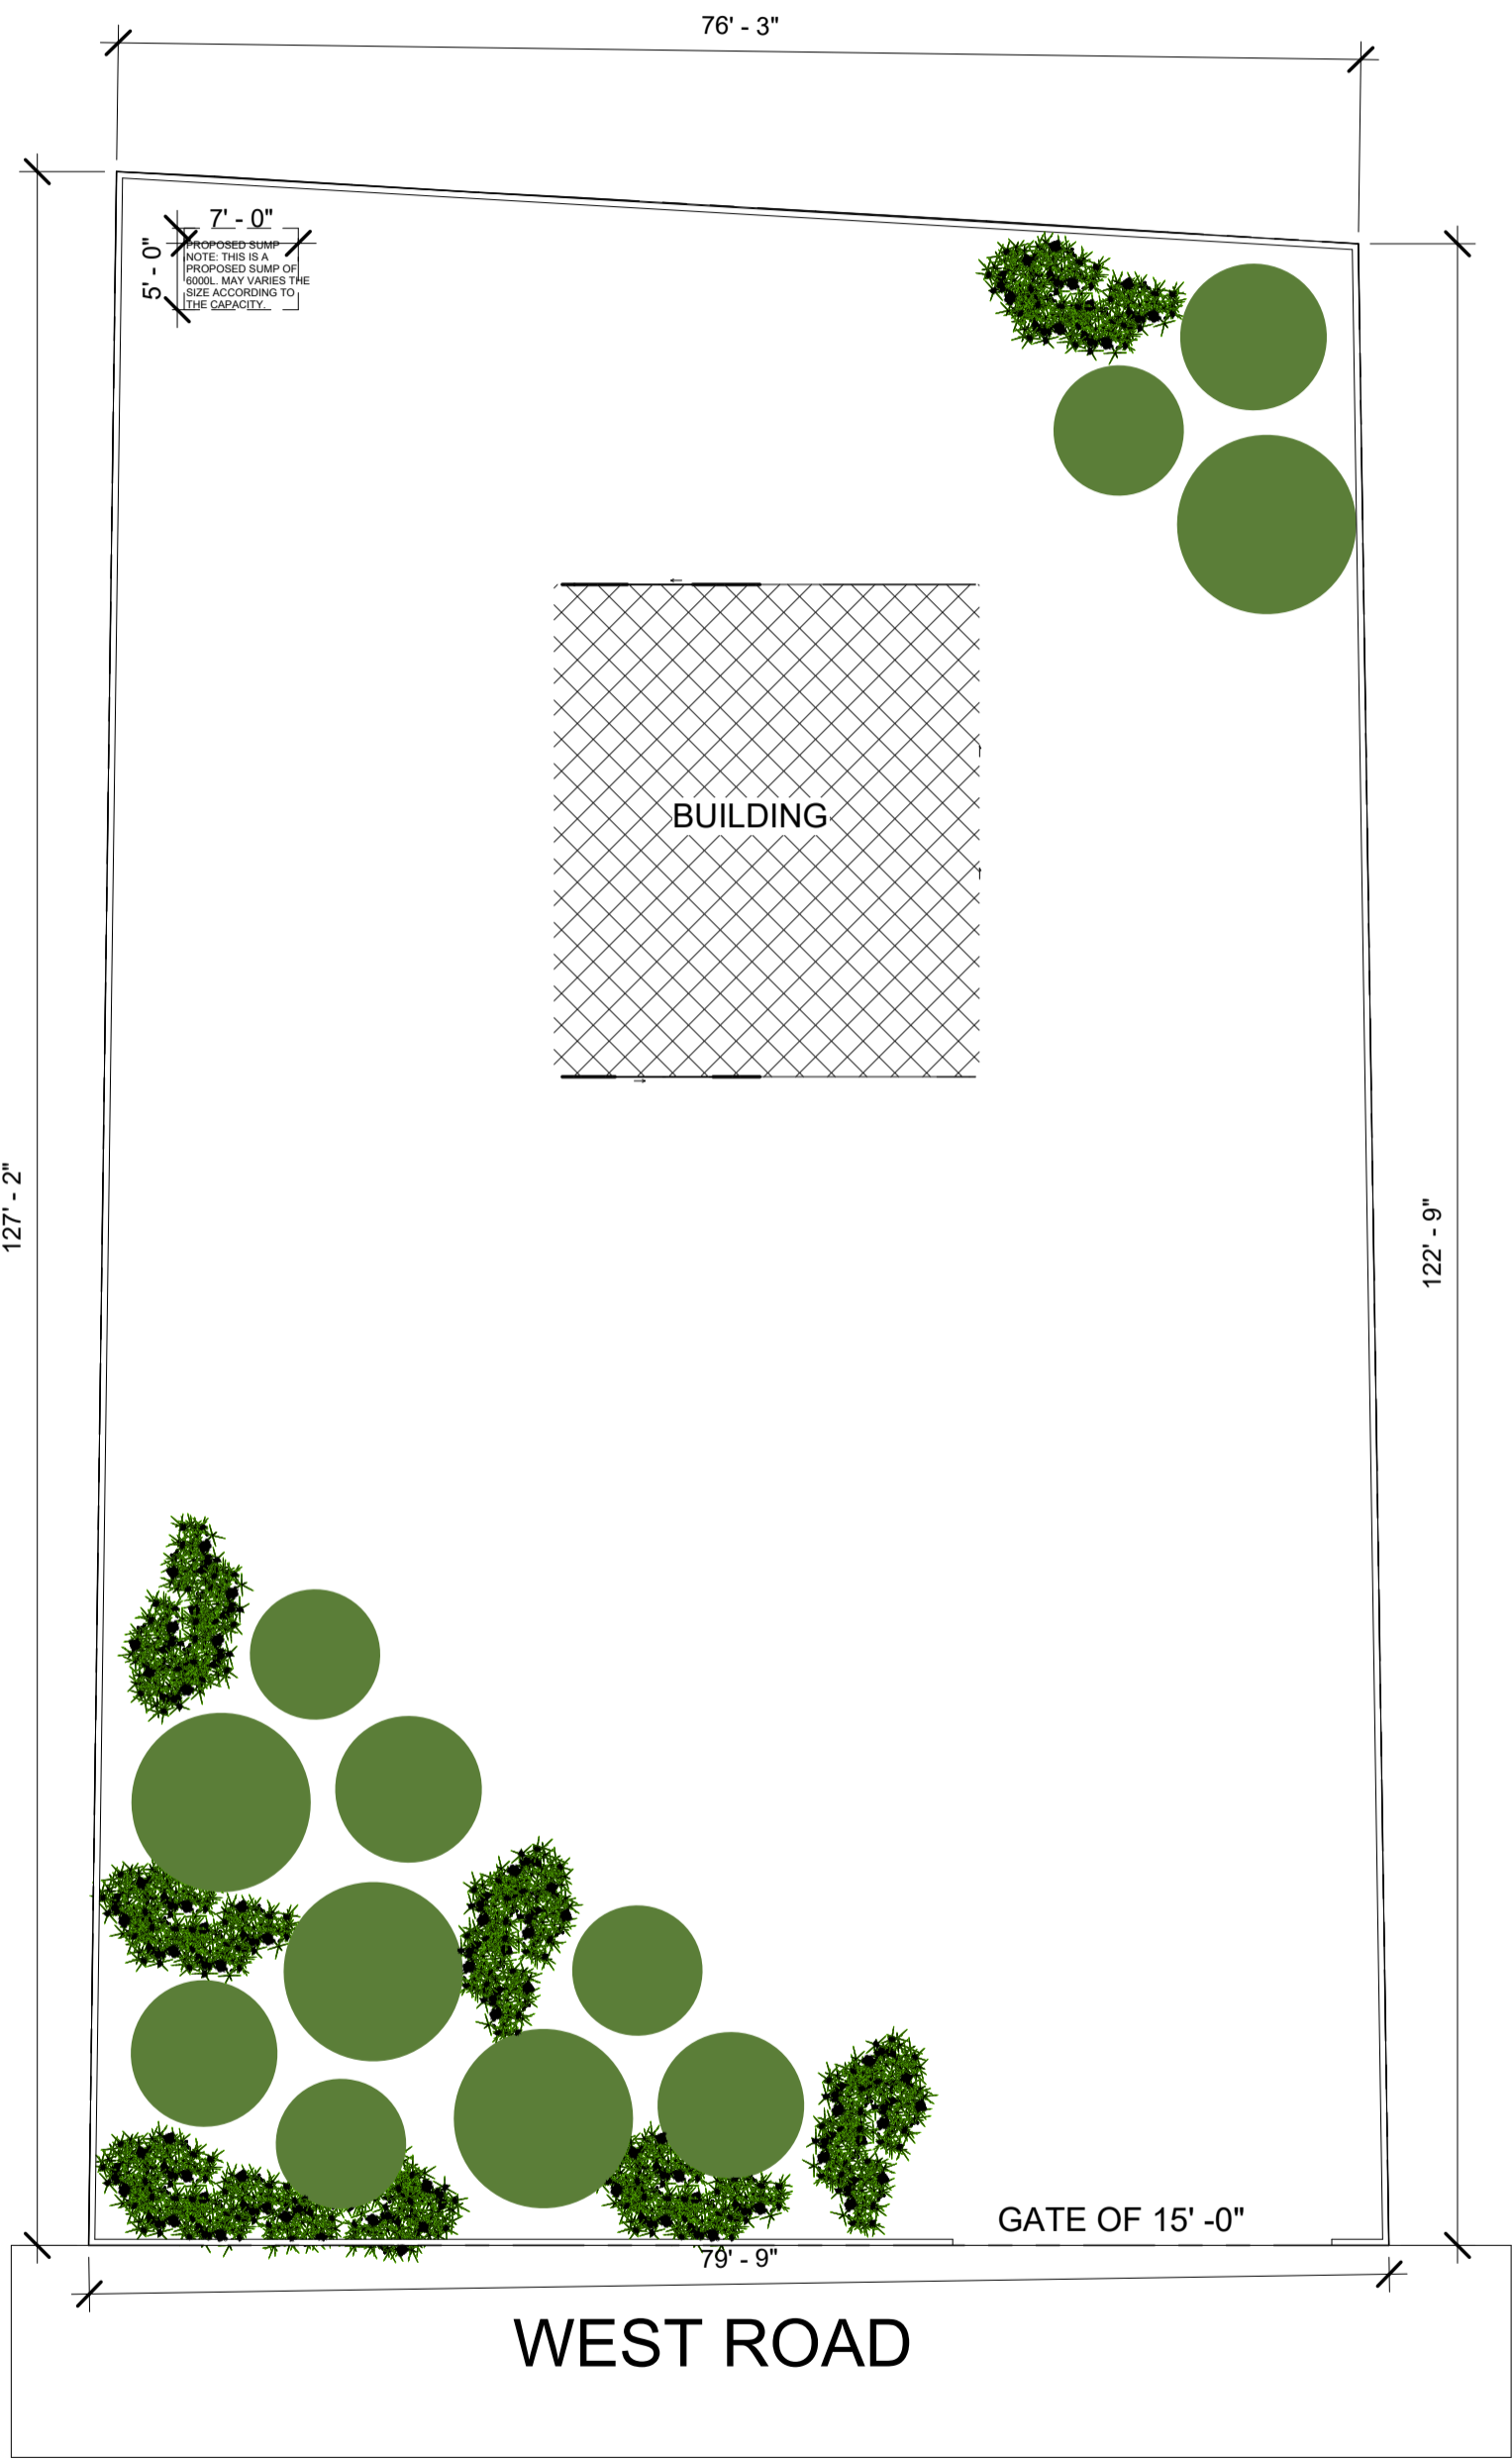 76' - 3"
7' - 0"
5' - 0"
PROPOSED SUMP
NOTE: THIS IS A
PROPOSED SUMP OF
6000L. MAY VARIES THE
SIZE ACCORDING TO
THE CAPACITY.
BUILDING
127' - 2"
122' - 9"
GATE OF 15' -0"
79' - 9"
WEST ROAD